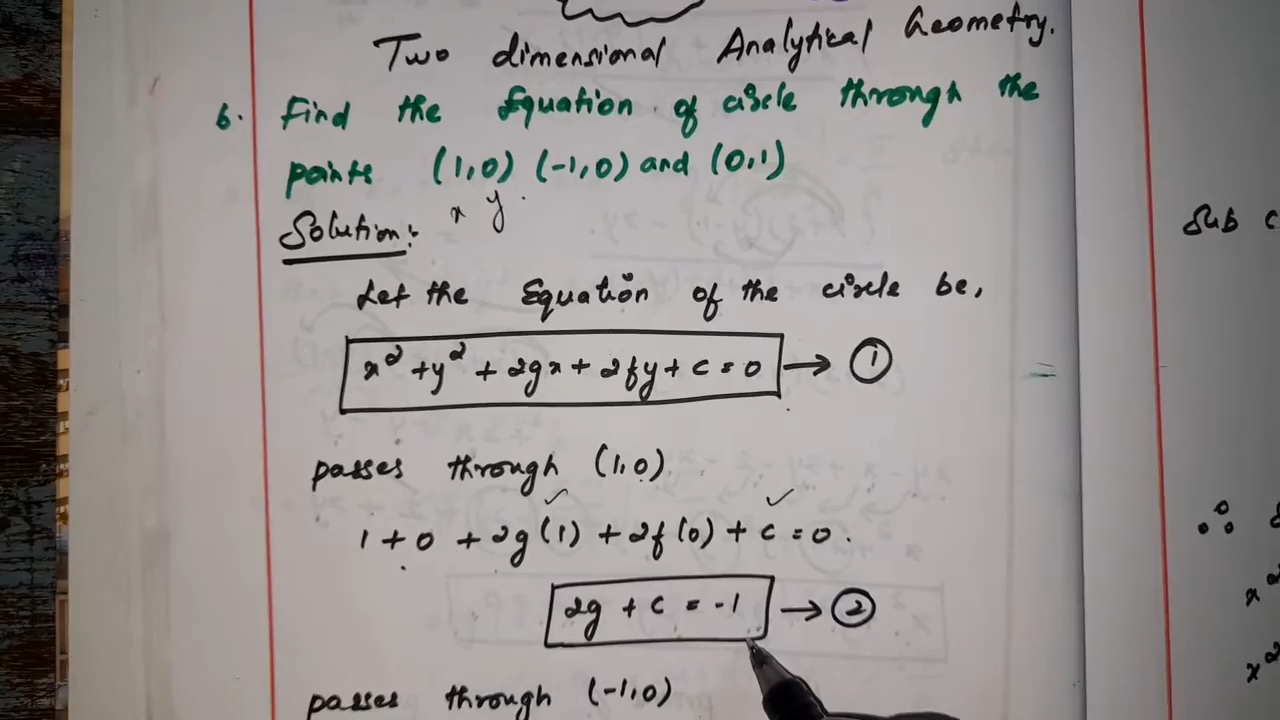 Two dimensional Analytical Geometry.
6. Find the Equation of circle through the
points (1,0) (-1,0) and (0,1)
x y
Solution:
Let the Equation of the circle be,
x² + y² + 2gx + 2fy + c = 0 → ①
passes through (1,0)
1 + 0 + 2g(1) + 2f(0) + c = 0.
2g + c = -1 → ②
passes through (-1,0)
Sub c
=
∴
x²
x²